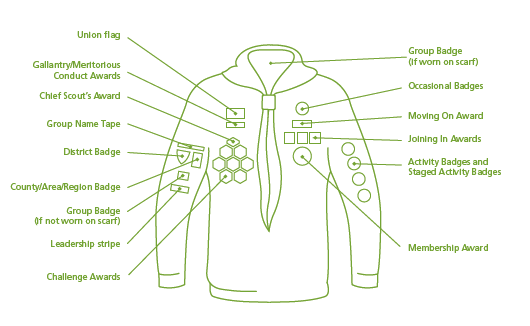 Union flag
Gallantry/Meritorious
Conduct Awards
Chief Scout's Award
Group Name Tape
District Badge
County/Area/Region Badge
Group Badge
(If not worn on scarf)
Leadership stripe
Challenge Awards
Group Badge
(If worn on scarf)
Occasional Badges
Moving On Award
Joining In Awards
Activity Badges and
Staged Activity Badges
Membership Award